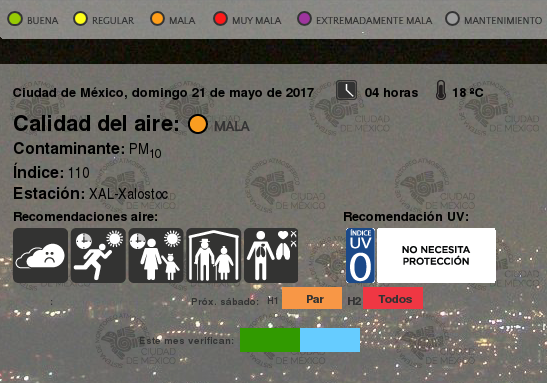 BUENA REGULAR MALA MUY MALA EXTREMADAMENTE MALA MANTENIMIENTO
Ciudad de México, domingo 21 de mayo de 2017 04 horas 18 ºC
Calidad del aire: MALA
Contaminante: PM10
Índice: 110
Estación: XAL-Xalostoc
Recomendaciones aire: Recomendación UV:
ÍNDICE UV 0 NO NECESITA PROTECCIÓN
: Próx. sábado: H1 Par H2 Todos
Este mes verifican:
CIUDAD DE MÉXICO